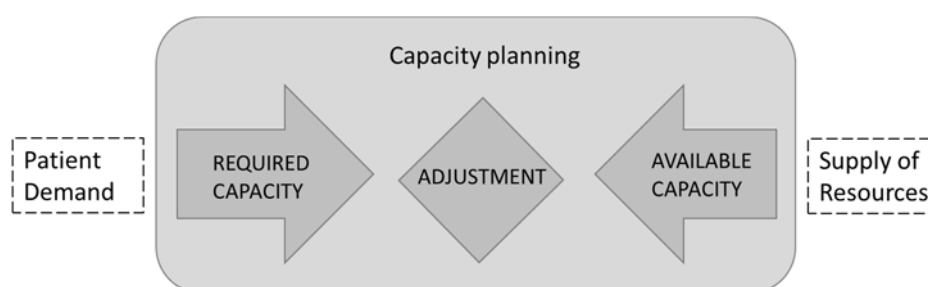 Capacity planning
Patient
Demand
REQUIRED
CAPACITY
ADJUSTMENT
AVAILABLE
CAPACITY
Supply of
Resources